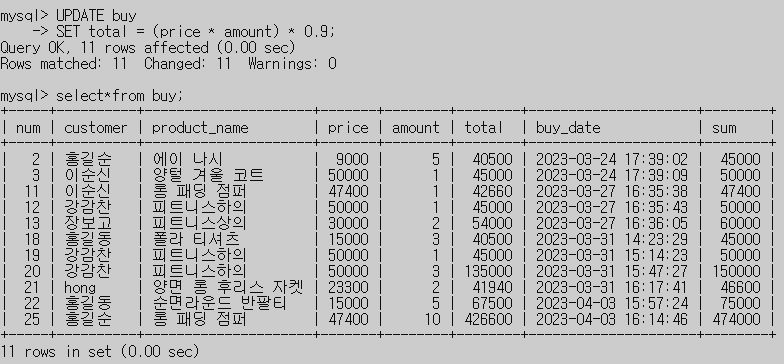 mysql> UPDATE buy
    -> SET total = (price * amount) * 0.9;
Query OK, 11 rows affected (0.00 sec)
Rows matched: 11  Changed: 11  Warnings: 0

mysql> select*from buy;
+-----+----------+------------------------+-------+--------+--------+---------------------+--------+
| num | customer | product_name           | price | amount | total  | buy_date            | sum    |
+-----+----------+------------------------+-------+--------+--------+---------------------+--------+
|   2 | 홍길순   | 에이 나시              |  9000 |      5 |  40500 | 2023-03-24 17:39:02 |  45000 |
|   3 | 이순신   | 양털 겨울 코트         | 50000 |      1 |  45000 | 2023-03-24 17:39:09 |  50000 |
|  11 | 이순신   | 롱 패딩 점퍼           | 47400 |      1 |  42660 | 2023-03-27 16:35:38 |  47400 |
|  12 | 강감찬   | 피트니스하의           | 50000 |      1 |  45000 | 2023-03-27 16:35:43 |  50000 |
|  13 | 장보고   | 피트니스상의           | 30000 |      2 |  54000 | 2023-03-27 16:36:05 |  60000 |
|  18 | 홍길동   | 폴라 티셔츠            | 15000 |      3 |  40500 | 2023-03-31 14:23:29 |  45000 |
|  19 | 강감찬   | 피트니스하의           | 50000 |      1 |  45000 | 2023-03-31 15:14:23 |  50000 |
|  20 | 강감찬   | 피트니스하의           | 50000 |      3 | 135000 | 2023-03-31 15:47:27 | 150000 |
|  21 | hong     | 양면 롱 후리스 자켓    | 23300 |      2 |  41940 | 2023-03-31 16:17:41 |  46600 |
|  22 | 홍길동   | 순면라운드 반팔티      | 15000 |      5 |  67500 | 2023-04-03 15:57:24 |  75000 |
|  25 | 홍길순   | 롱 패딩 점퍼           | 47400 |     10 | 426600 | 2023-04-03 16:14:46 | 474000 |
+-----+----------+------------------------+-------+--------+--------+---------------------+--------+
11 rows in set (0.00 sec)